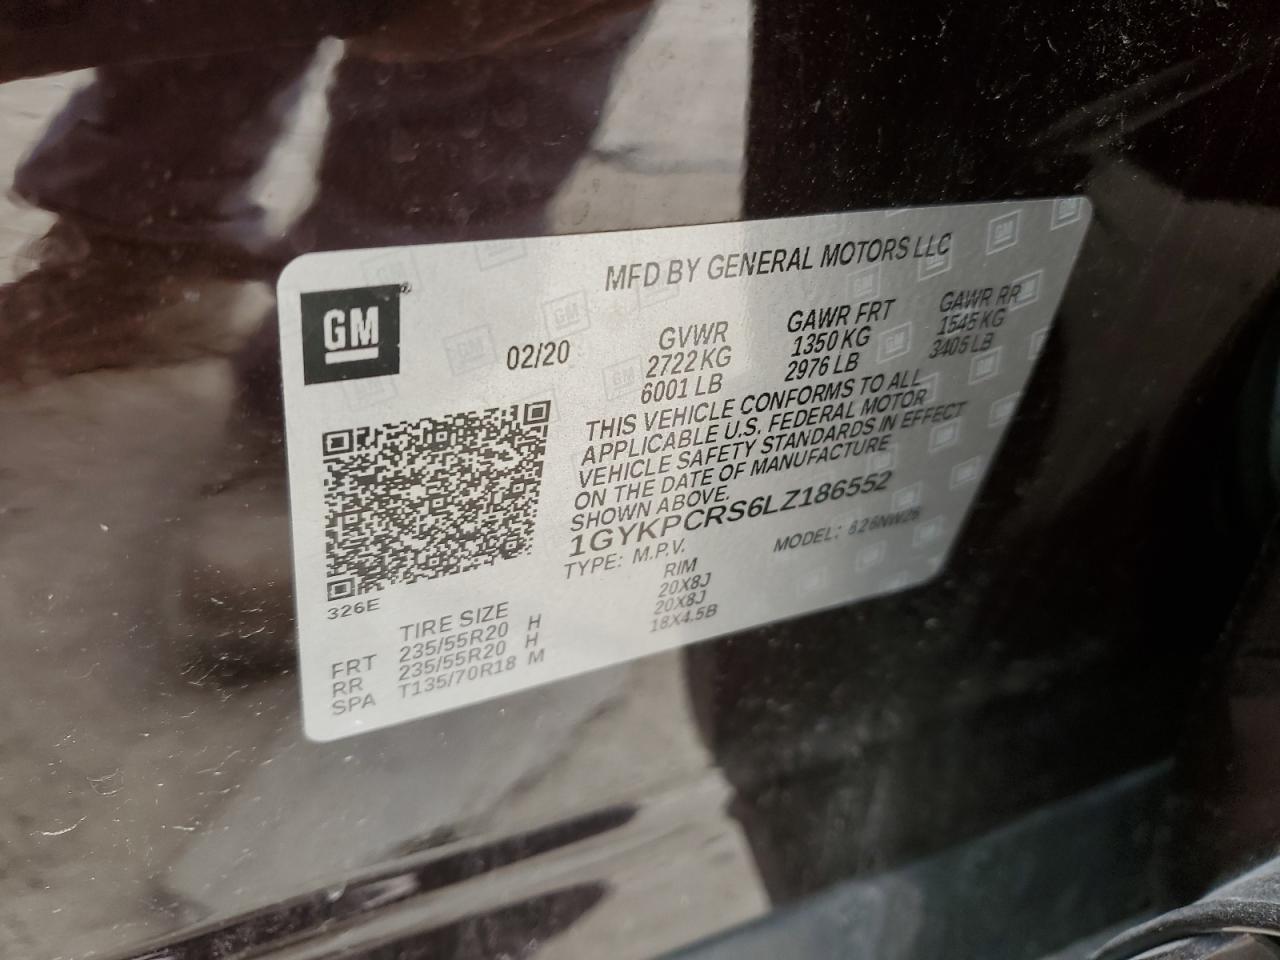 MFD BY GENERAL MOTORS LLC
GM
02/20
GVWR GAWR FRT GAWR RR
2722 KG 1350 KG 1545 KG
6001 LB 2976 LB 3405 LB
THIS VEHICLE CONFORMS TO ALL
APPLICABLE U.S. FEDERAL MOTOR
VEHICLE SAFETY STANDARDS IN EFFECT
ON THE DATE OF MANUFACTURE
SHOWN ABOVE.
1GYKPCRS6LZ186552
TYPE: M.P.V. MODEL: 626NW26
326E
TIRE SIZE RIM
FRT 235/55R20 H 20X8J
RR 235/55R20 H 20X8J
SPA T135/70R18 M 18X4.5B